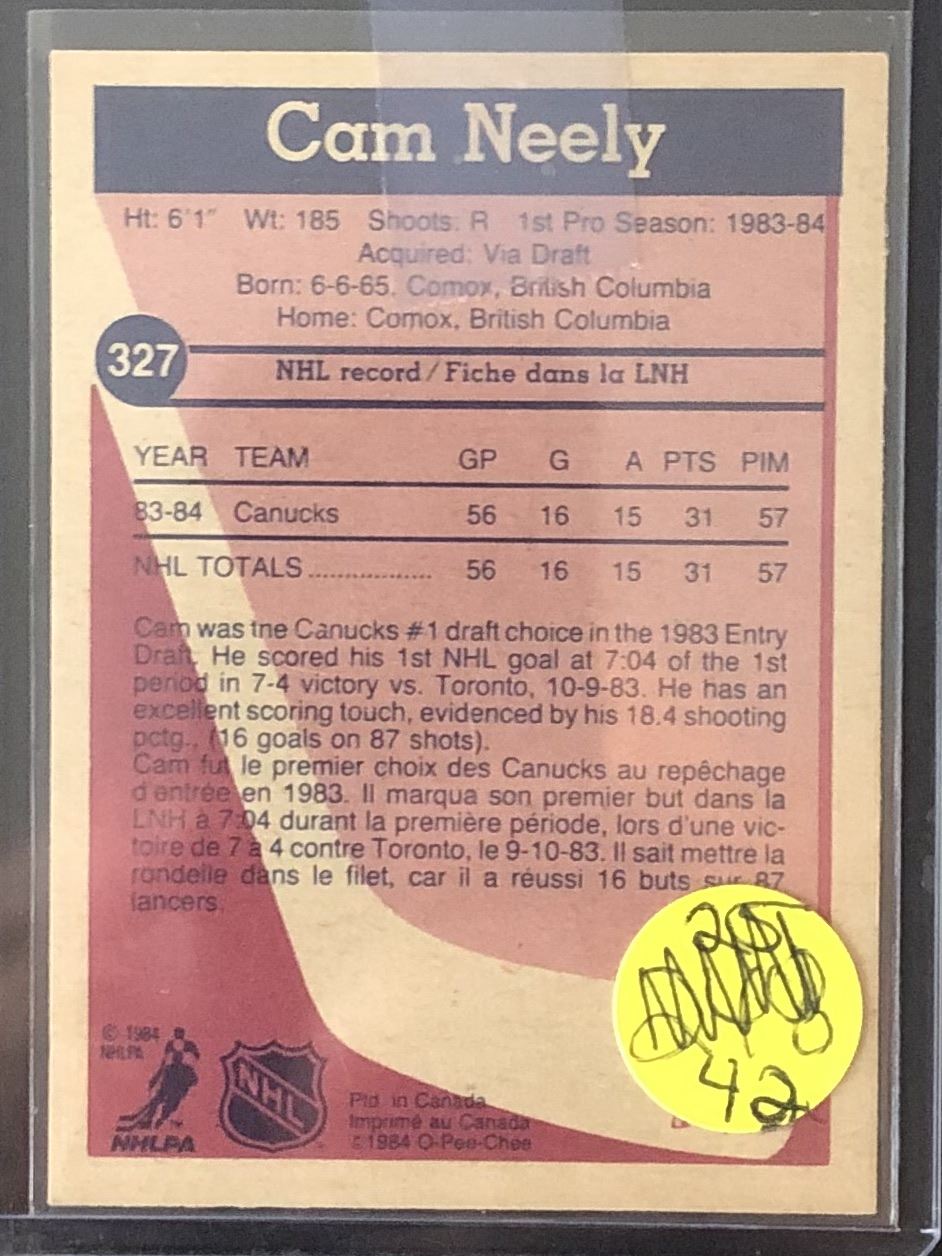 Cam Neely
Ht: 6'1" Wt: 185 Shoots: R 1st Pro Season: 1983-84
Acquired: Via Draft
Born: 6-6-65, Comox, British Columbia
Home: Comox, British Columbia
327
NHL record/Fiche dans la LNH
YEAR TEAM GP G A PTS PIM
83-84 Canucks 56 16 15 31 57
NHL TOTALS ................. 56 16 15 31 57
Cam was the Canucks #1 draft choice in the 1983 Entry
Draft. He scored his 1st NHL goal at 7:04 of the 1st
period in 7-4 victory vs. Toronto, 10-9-83. He has an
excellent scoring touch, evidenced by his 18.4 shooting
pctg., (16 goals on 87 shots).
Cam fut le premier choix des Canucks au repêchage
d'entrée en 1983. Il marqua son premier but dans la
LNH à 7:04 durant la première période, lors d'une vic-
toire de 7 à 4 contre Toronto, le 9-10-83. Il sait mettre la
rondelle dans le filet, car il a réussi 16 buts sur 87
lancers.
42
© 1984
NHLPA
NHLPA
NHL
Ptd. in Canada
Imprimé au Canada
© 1984 O-Pee-Chee